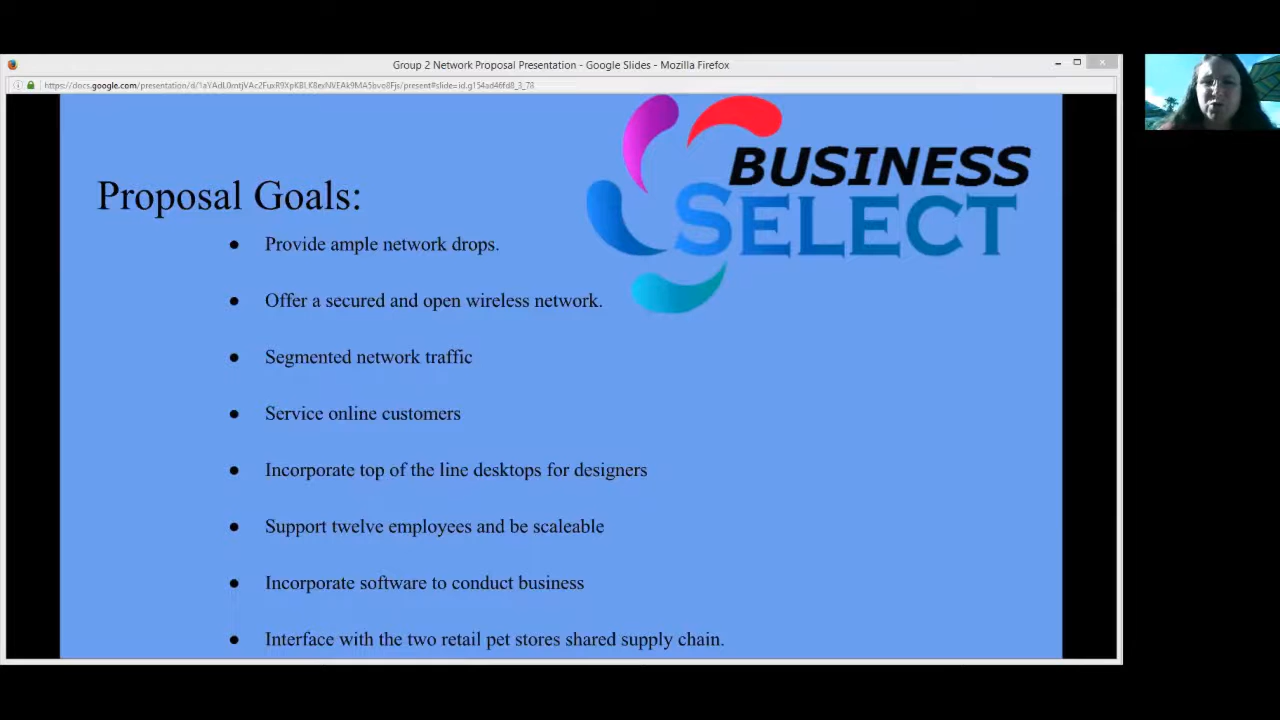 Group 2 Network Proposal Presentation - Google Slides - Mozilla Firefox
BUSINESS
SELECT
Proposal Goals:
● Provide ample network drops.
● Offer a secured and open wireless network.
● Segmented network traffic
● Service online customers
● Incorporate top of the line desktops for designers
● Support twelve employees and be scaleable
● Incorporate software to conduct business
● Interface with the two retail pet stores shared supply chain.